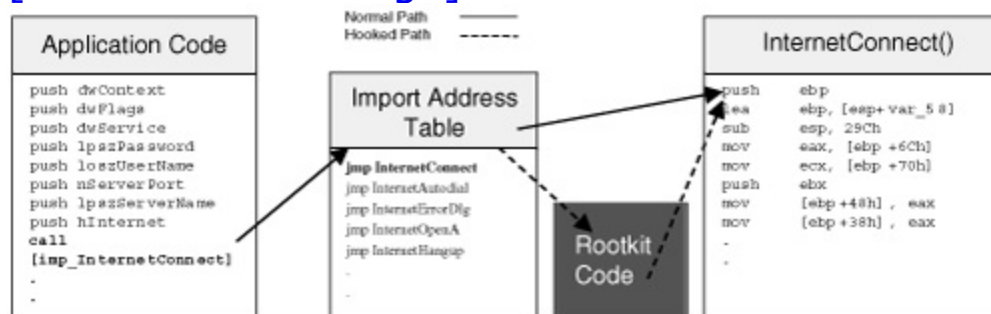 Normal Path
Hooked Path
Application Code
push dwContext
push dwFlags
push dwService
push lpszPassword
push loszUserName
push nServerPort
push lpszServerName
push hInternet
call
[imp_InternetConnect]
.
.
Import Address
Table
jmp InternetConnect
jmp InternetAutodial
jmp InternetErrorDlg
jmp InternetOpenA
jmp InternetHangup
.
.
Rootkit
Code
InternetConnect()
push ebp
lea ebp, [esp+var_58]
sub esp, 29Ch
mov eax, [ebp +6Ch]
mov ecx, [ebp +70h]
push ebx
mov [ebp +48h] , eax
mov [ebp +38h] , eax
.
.